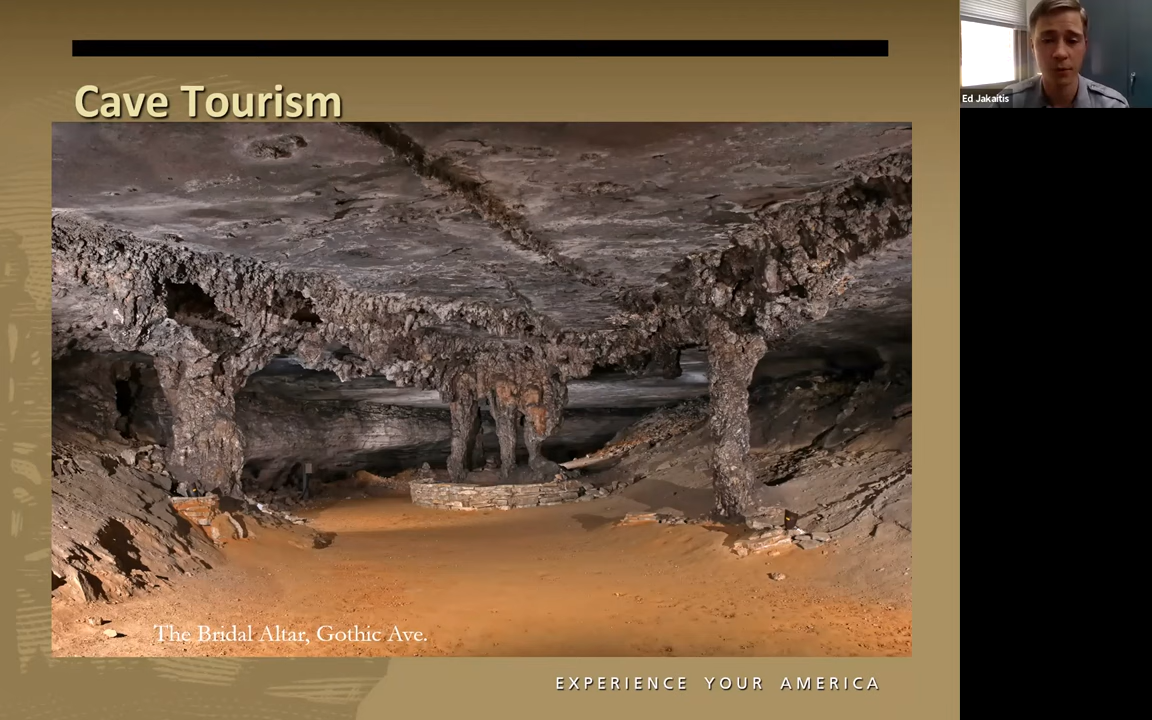 Cave Tourism
Ed Jakaitis
The Bridal Altar, Gothic Ave.
EXPERIENCE YOUR AMERICA